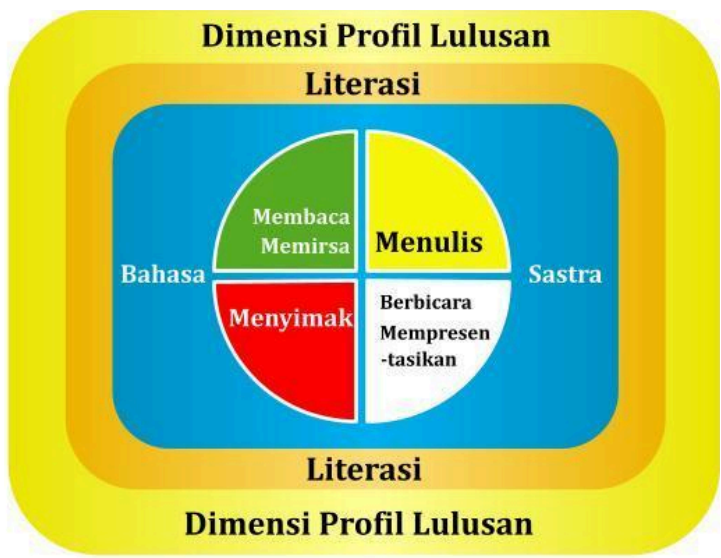 Dimensi Profil Lulusan
Literasi
Membaca
Memirsa
Menulis
Bahasa
Sastra
Menyimak
Berbicara
Mempresen
-tasikan
Literasi
Dimensi Profil Lulusan